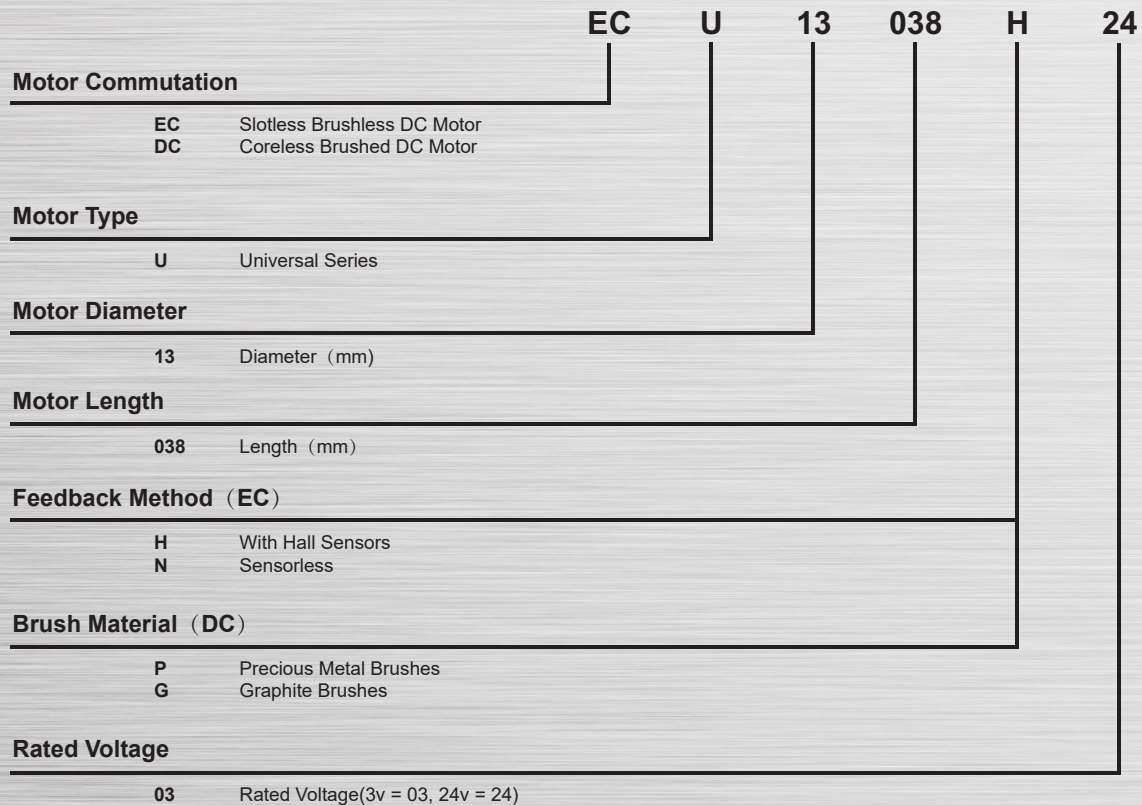 EC U 13 038 H 24
Motor Commutation
EC Slotless Brushless DC Motor
DC Coreless Brushed DC Motor
Motor Type
U Universal Series
Motor Diameter
13 Diameter（mm)
Motor Length
038 Length（mm）
Feedback Method（EC）
H With Hall Sensors
N Sensorless
Brush Material（DC）
P Precious Metal Brushes
G Graphite Brushes
Rated Voltage
03 Rated Voltage(3v = 03, 24v = 24)